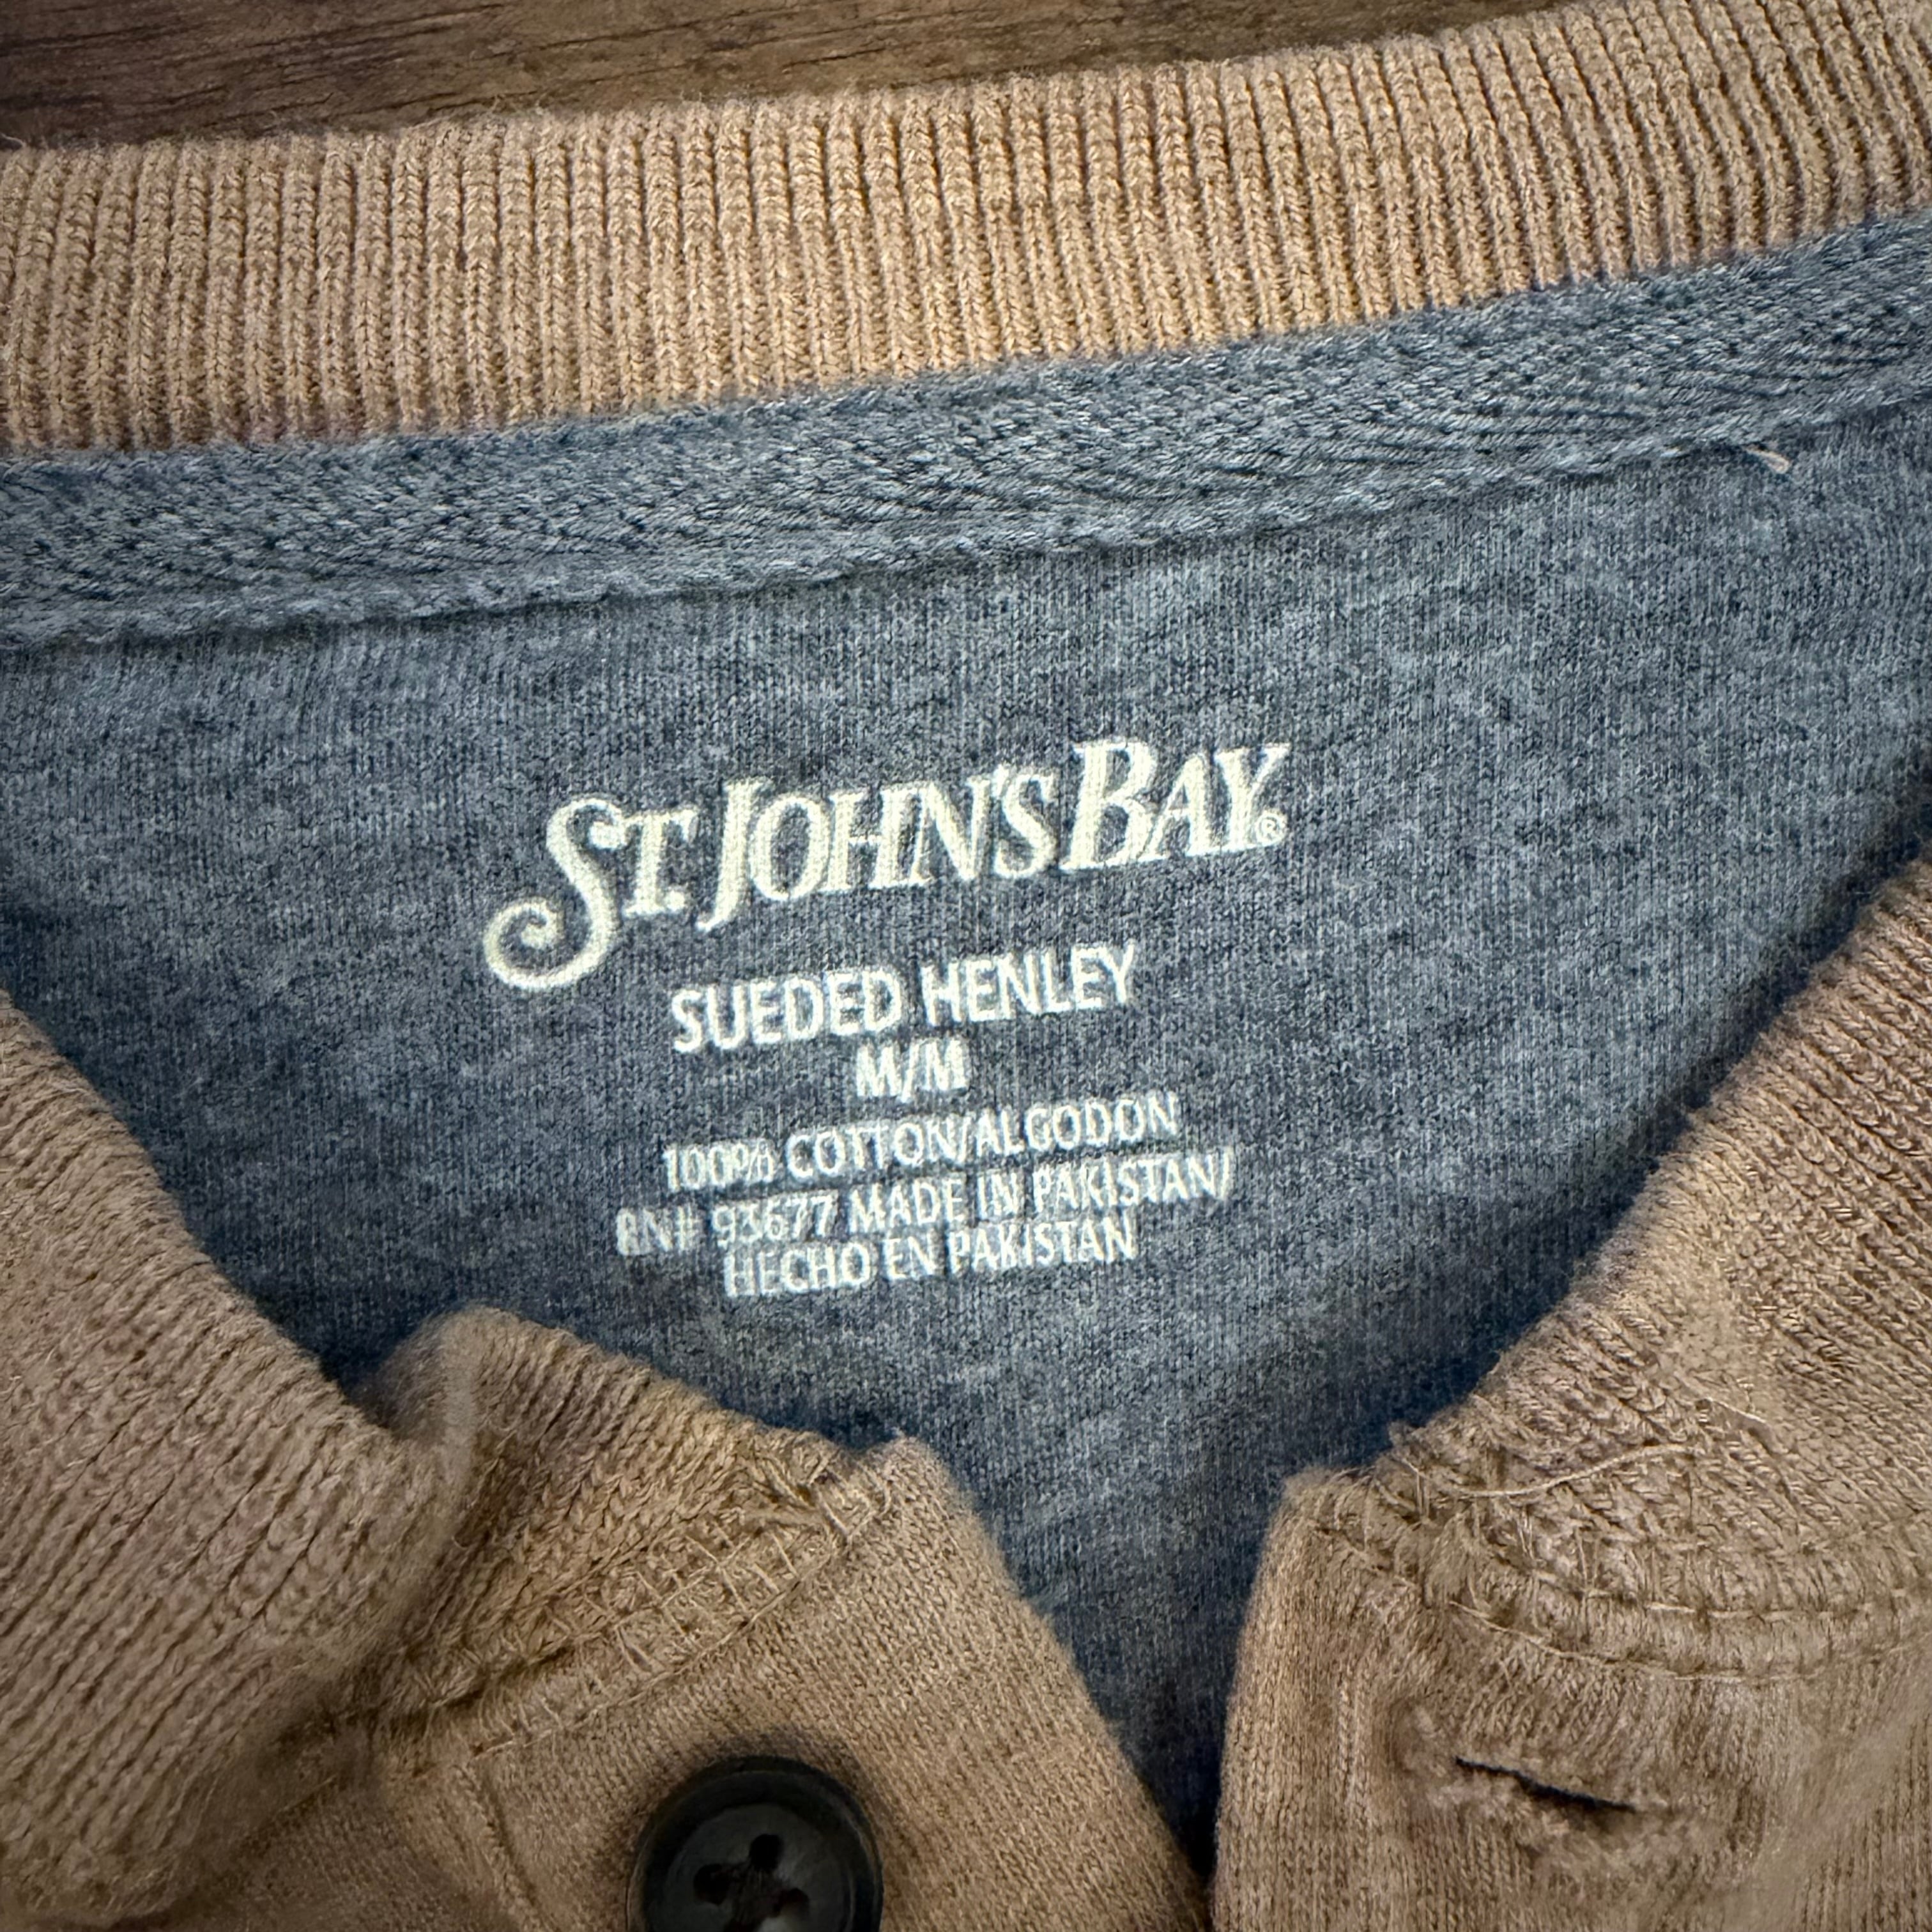 ST. JOHN'S BAY®
SUEDED HENLEY
M/M
100% COTTON/ALGODON
RN# 93677 MADE IN PAKISTAN/
HECHO EN PAKISTAN